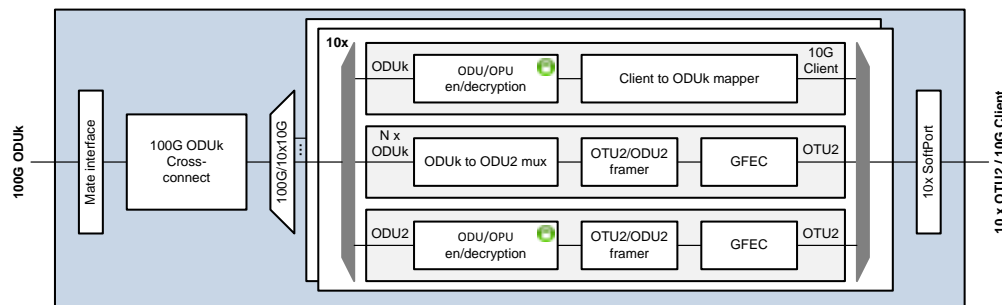 100G ODUk
Mate interface
100G ODUk
Cross-
connect
100G/10x10G
...
10x
ODUk
ODU/OPU
en/decryption
Client to ODUk mapper
10G
Client
N x
ODUk
ODUk to ODU2 mux
OTU2/ODU2
framer
GFEC
OTU2
ODU2
ODU/OPU
en/decryption
OTU2/ODU2
framer
GFEC
OTU2
10x SoftPort
10 x OTU2 / 10G Client